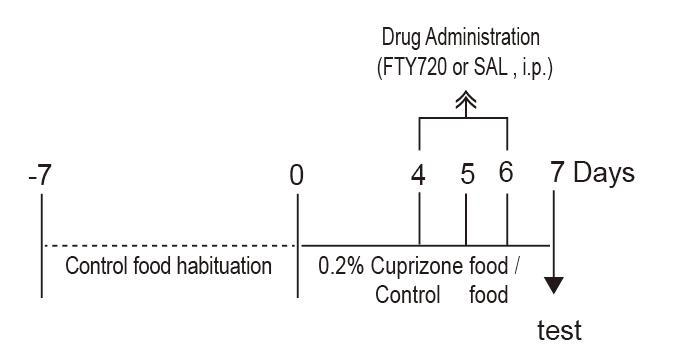 Drug Administration
(FTY720 or SAL , i.p.)
-7 0 4 5 6 7 Days
Control food habituation 0.2% Cuprizone food /
Control food
test